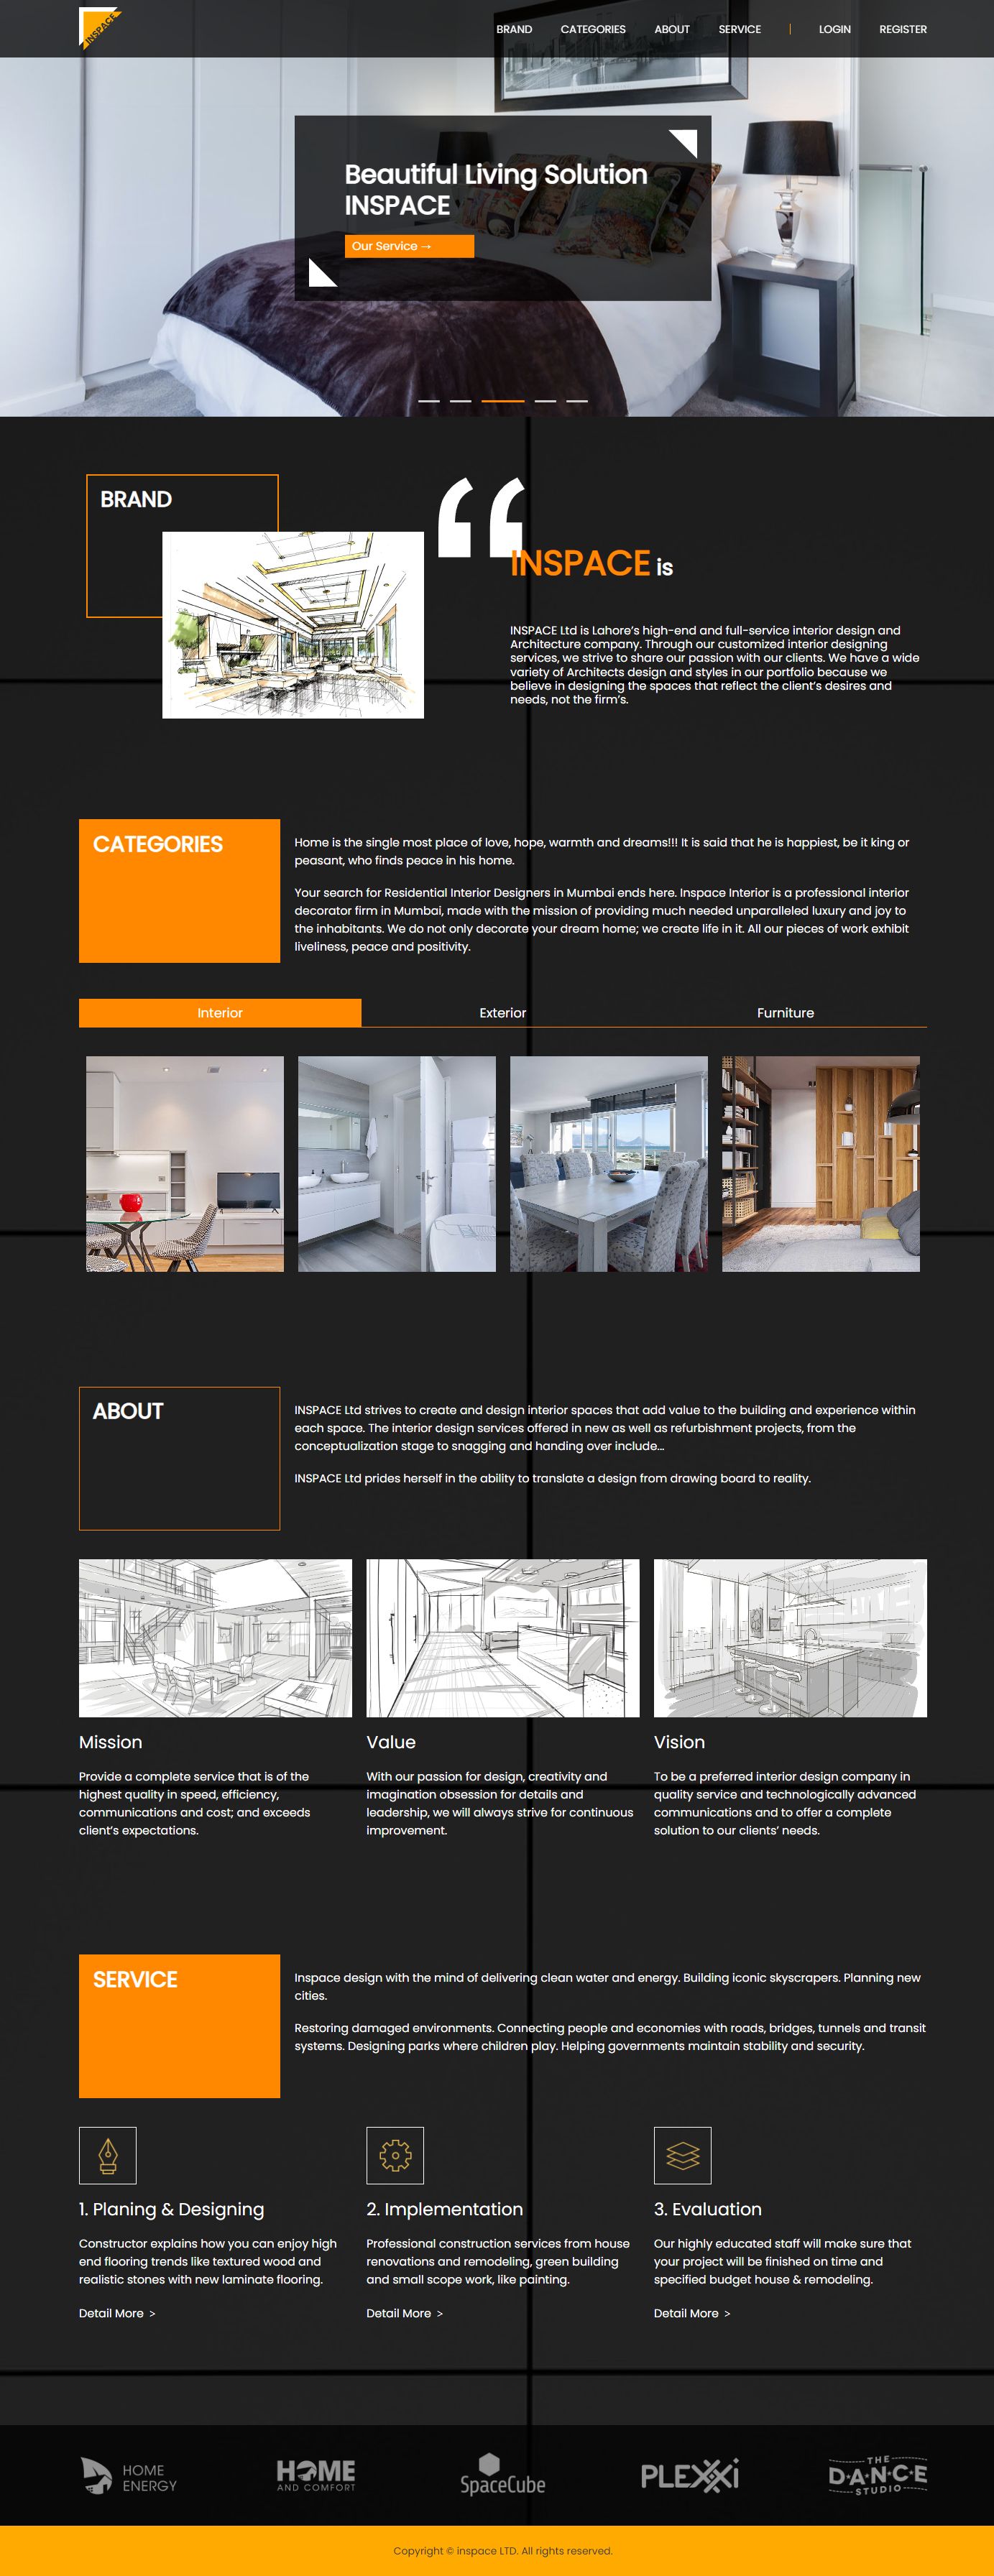 INSPACE
BRAND CATEGORIES ABOUT SERVICE | LOGIN REGISTER
Beautiful Living Solution
INSPACE
Our Service →
BRAND
“
INSPACE is
INSPACE Ltd is Lahore’s high-end and full-service interior design and
Architecture company. Through our customized interior designing
services, we strive to share our passion with our clients. We have a wide
variety of Architects design and styles in our portfolio because we
believe in designing the spaces that reflect the client’s desires and
needs, not the firm’s.
CATEGORIES
Home is the single most place of love, hope, warmth and dreams!!! It is said that he is happiest, be it king or
peasant, who finds peace in his home.
Your search for Residential Interior Designers in Mumbai ends here. Inspace Interior is a professional interior
decorator firm in Mumbai, made with the mission of providing much needed unparalleled luxury and joy to
the inhabitants. We do not only decorate your dream home; we create life in it. All our pieces of work exhibit
liveliness, peace and positivity.
Interior Exterior Furniture
ABOUT
INSPACE Ltd strives to create and design interior spaces that add value to the building and experience within
each space. The interior design services offered in new as well as refurbishment projects, from the
conceptualization stage to snagging and handing over include...
INSPACE Ltd prides herself in the ability to translate a design from drawing board to reality.
Mission
Provide a complete service that is of the
highest quality in speed, efficiency,
communications and cost; and exceeds
client’s expectations.
Value
With our passion for design, creativity and
imagination obsession for details and
leadership, we will always strive for continuous
improvement.
Vision
To be a preferred interior design company in
quality service and technologically advanced
communications and to offer a complete
solution to our clients’ needs.
SERVICE
Inspace design with the mind of delivering clean water and energy. Building iconic skyscrapers. Planning new
cities.
Restoring damaged environments. Connecting people and economies with roads, bridges, tunnels and transit
systems. Designing parks where children play. Helping governments maintain stability and security.
1. Planing & Designing
Constructor explains how you can enjoy high
end flooring trends like textured wood and
realistic stones with new laminate flooring.
Detail More >
2. Implementation
Professional construction services from house
renovations and remodeling, green building
and small scope work, like painting.
Detail More >
3. Evaluation
Our highly educated staff will make sure that
your project will be finished on time and
specified budget house & remodeling.
Detail More >
HOME
ENERGY
HOME
AND COMFORT
SpaceCube
PLEXXI
THE
DANCE
STUDIO
Copyright © inspace LTD. All rights reserved.